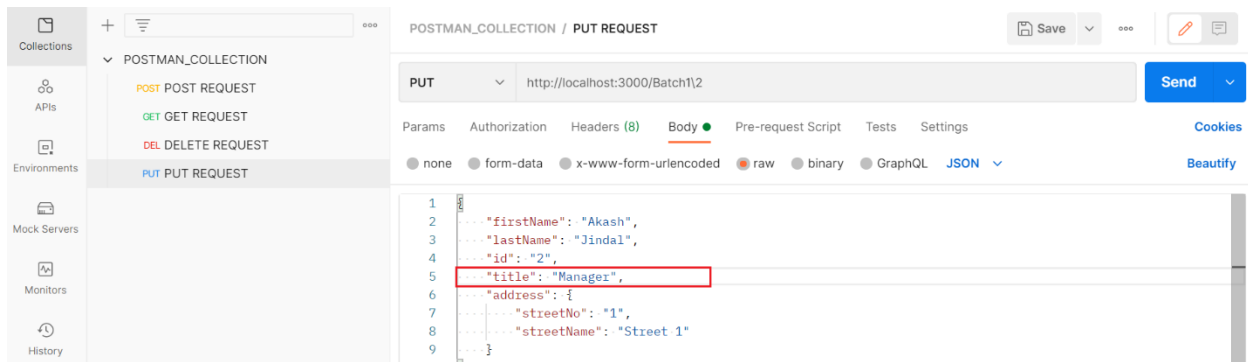 Collections
APIs
Environments
Mock Servers
Monitors
History
POSTMAN_COLLECTION
POST POST REQUEST
GET GET REQUEST
DEL DELETE REQUEST
PUT PUT REQUEST
POSTMAN_COLLECTION / PUT REQUEST
Save
PUT http://localhost:3000/Batch1\2 Send
Params Authorization Headers (8) Body Pre-request Script Tests Settings Cookies
none form-data x-www-form-urlencoded raw binary GraphQL JSON Beautify
1 {
2 "firstName": "Akash",
3 "lastName": "Jindal",
4 "id": "2",
5 "title": "Manager",
6 "address": {
7 "streetNo": "1",
8 "streetName": "Street 1"
9 }